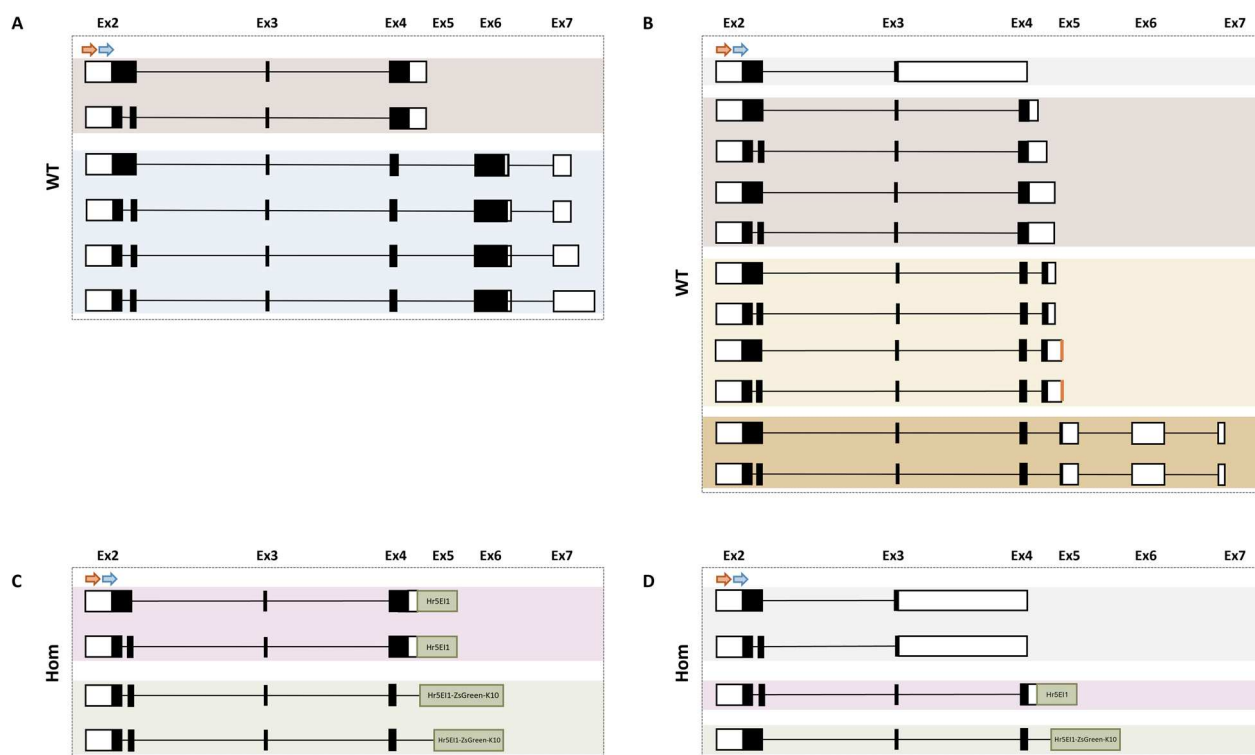 A Ex2 Ex3 Ex4 Ex5 Ex6 Ex7
WT
B Ex2 Ex3 Ex4 Ex5 Ex6 Ex7
WT
C Ex2 Ex3 Ex4 Ex5 Ex6 Ex7
Hr5EI1
Hr5EI1
Hom
Hr5EI1-ZsGreen-K10
Hr5EI1-ZsGreen-K10
D Ex2 Ex3 Ex4 Ex5 Ex6 Ex7
Hom
Hr5EI1
Hr5EI1-ZsGreen-K10